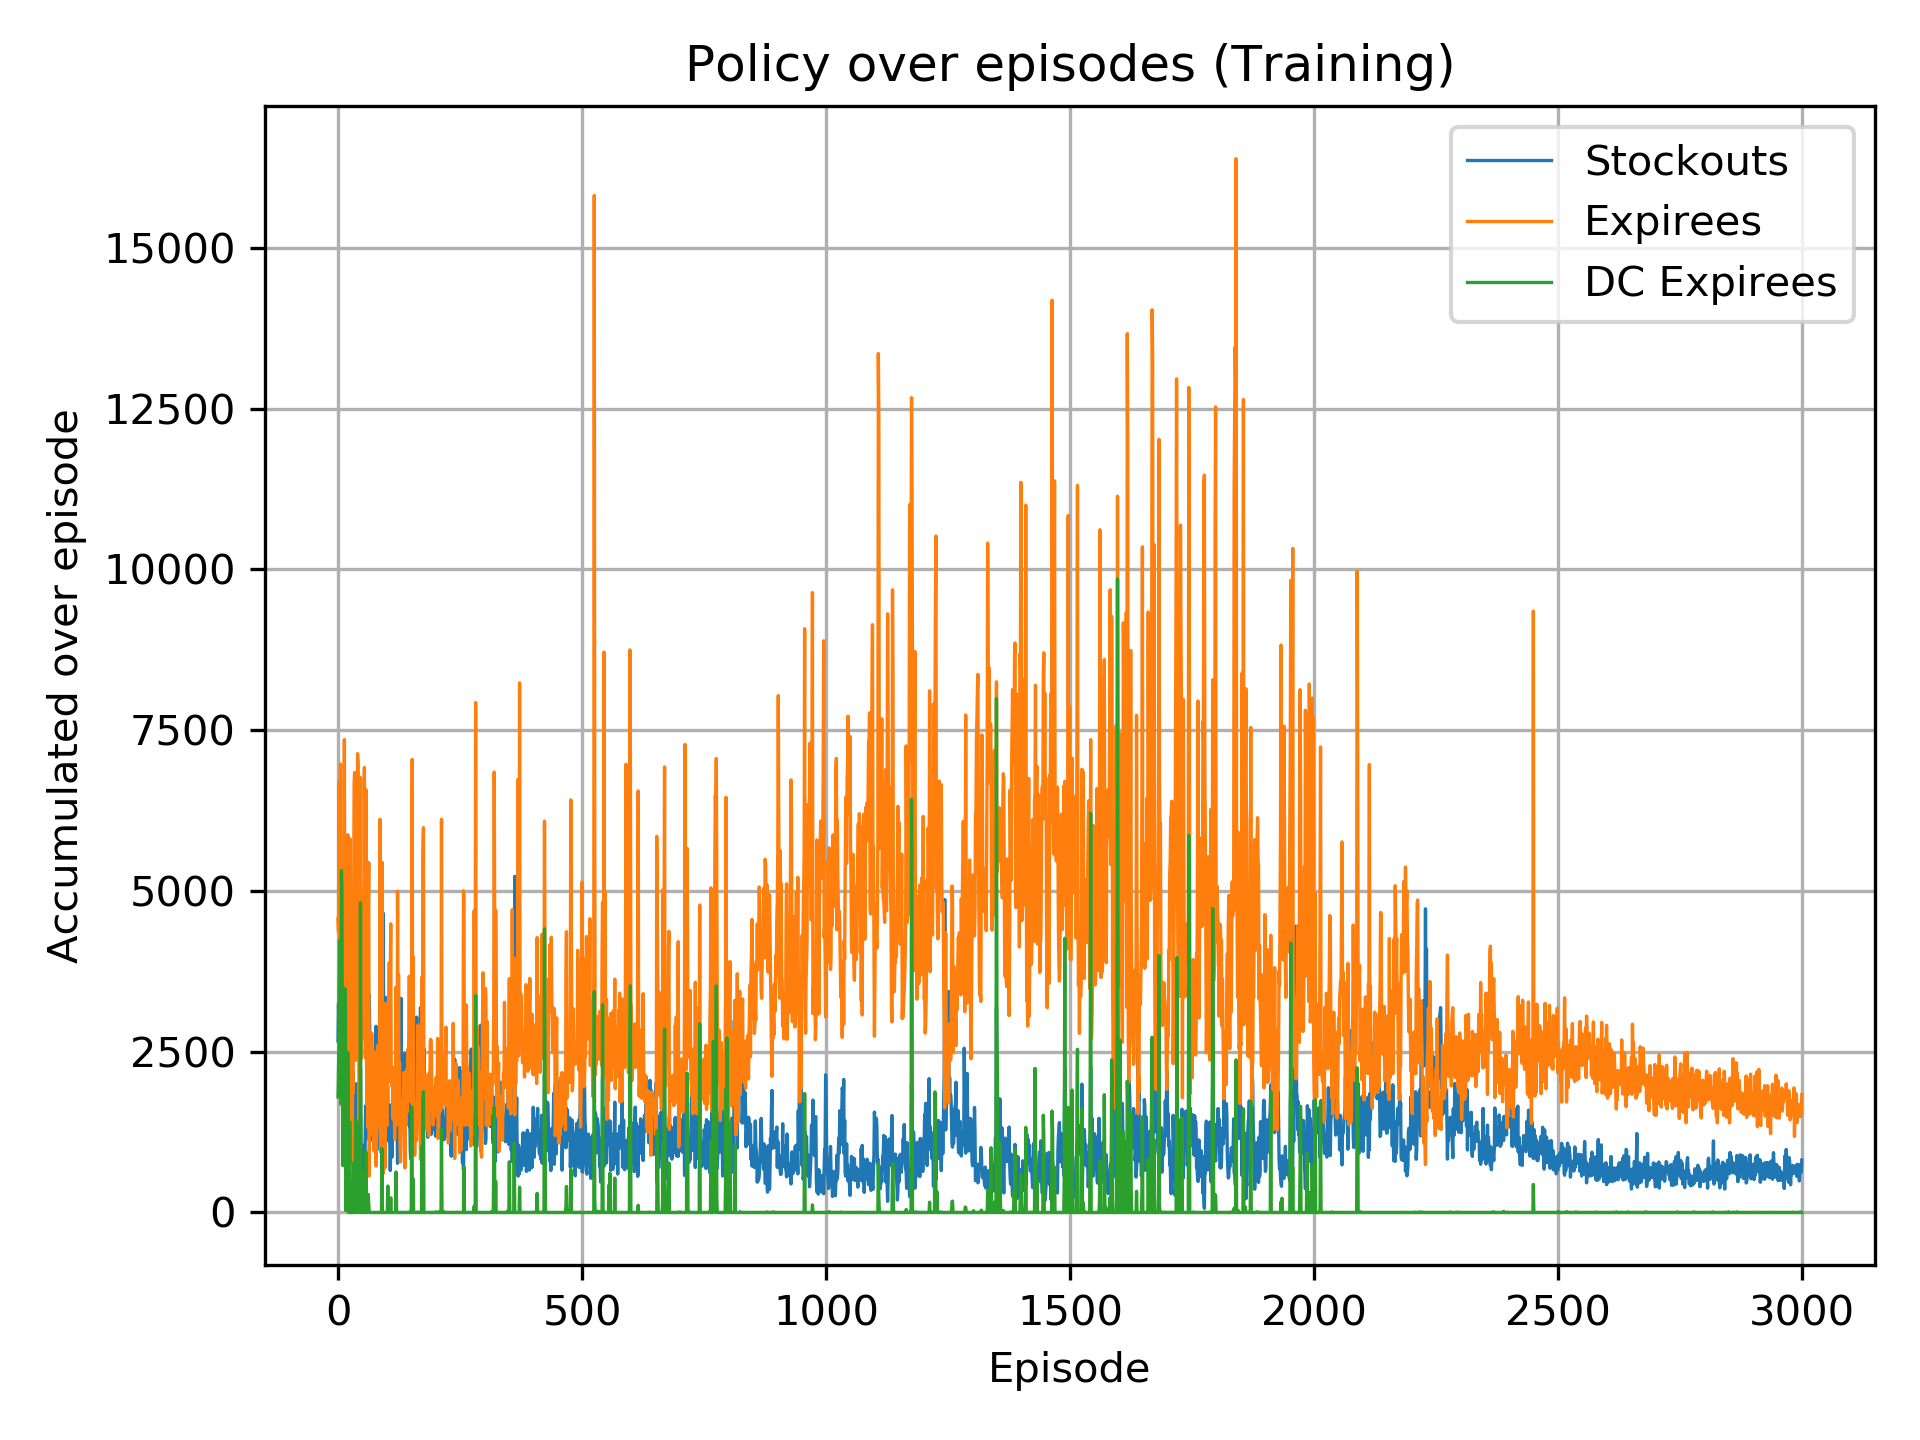 Policy over episodes (Training)
Stockouts
Expirees
DC Expirees
Accumulated over episode
15000
12500
10000
7500
5000
2500
0
0 500 1000 1500 2000 2500 3000
Episode